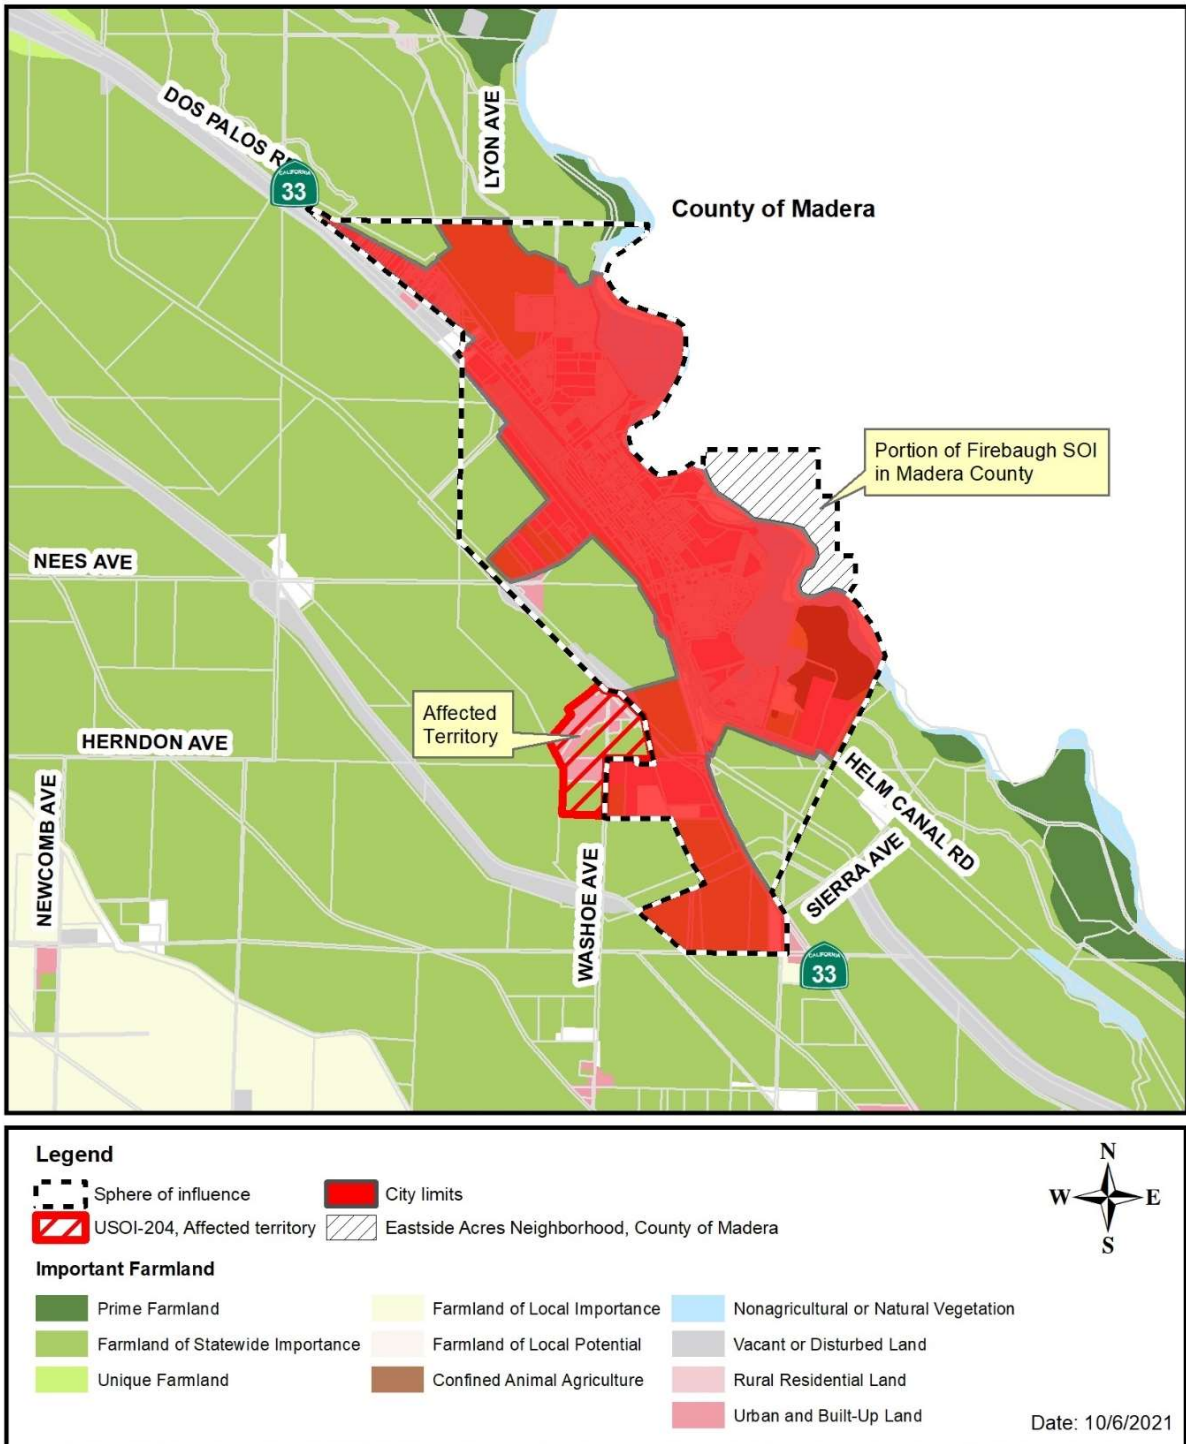 DOS PALOS R
CALIFORNIA
33
LYON AVE
County of Madera
Portion of Firebaugh SOI
in Madera County
NEES AVE
Affected
Territory
HERNDON AVE
NEWCOMB AVE
WASHOE AVE
HELM CANAL RD
SIERRA AVE
CALIFORNIA
33
Legend
Sphere of influence
City limits
USOI-204, Affected territory
Eastside Acres Neighborhood, County of Madera
N
W E
S
Important Farmland
Prime Farmland
Farmland of Statewide Importance
Unique Farmland
Farmland of Local Importance
Farmland of Local Potential
Confined Animal Agriculture
Nonagricultural or Natural Vegetation
Vacant or Disturbed Land
Rural Residential Land
Urban and Built-Up Land
Date: 10/6/2021